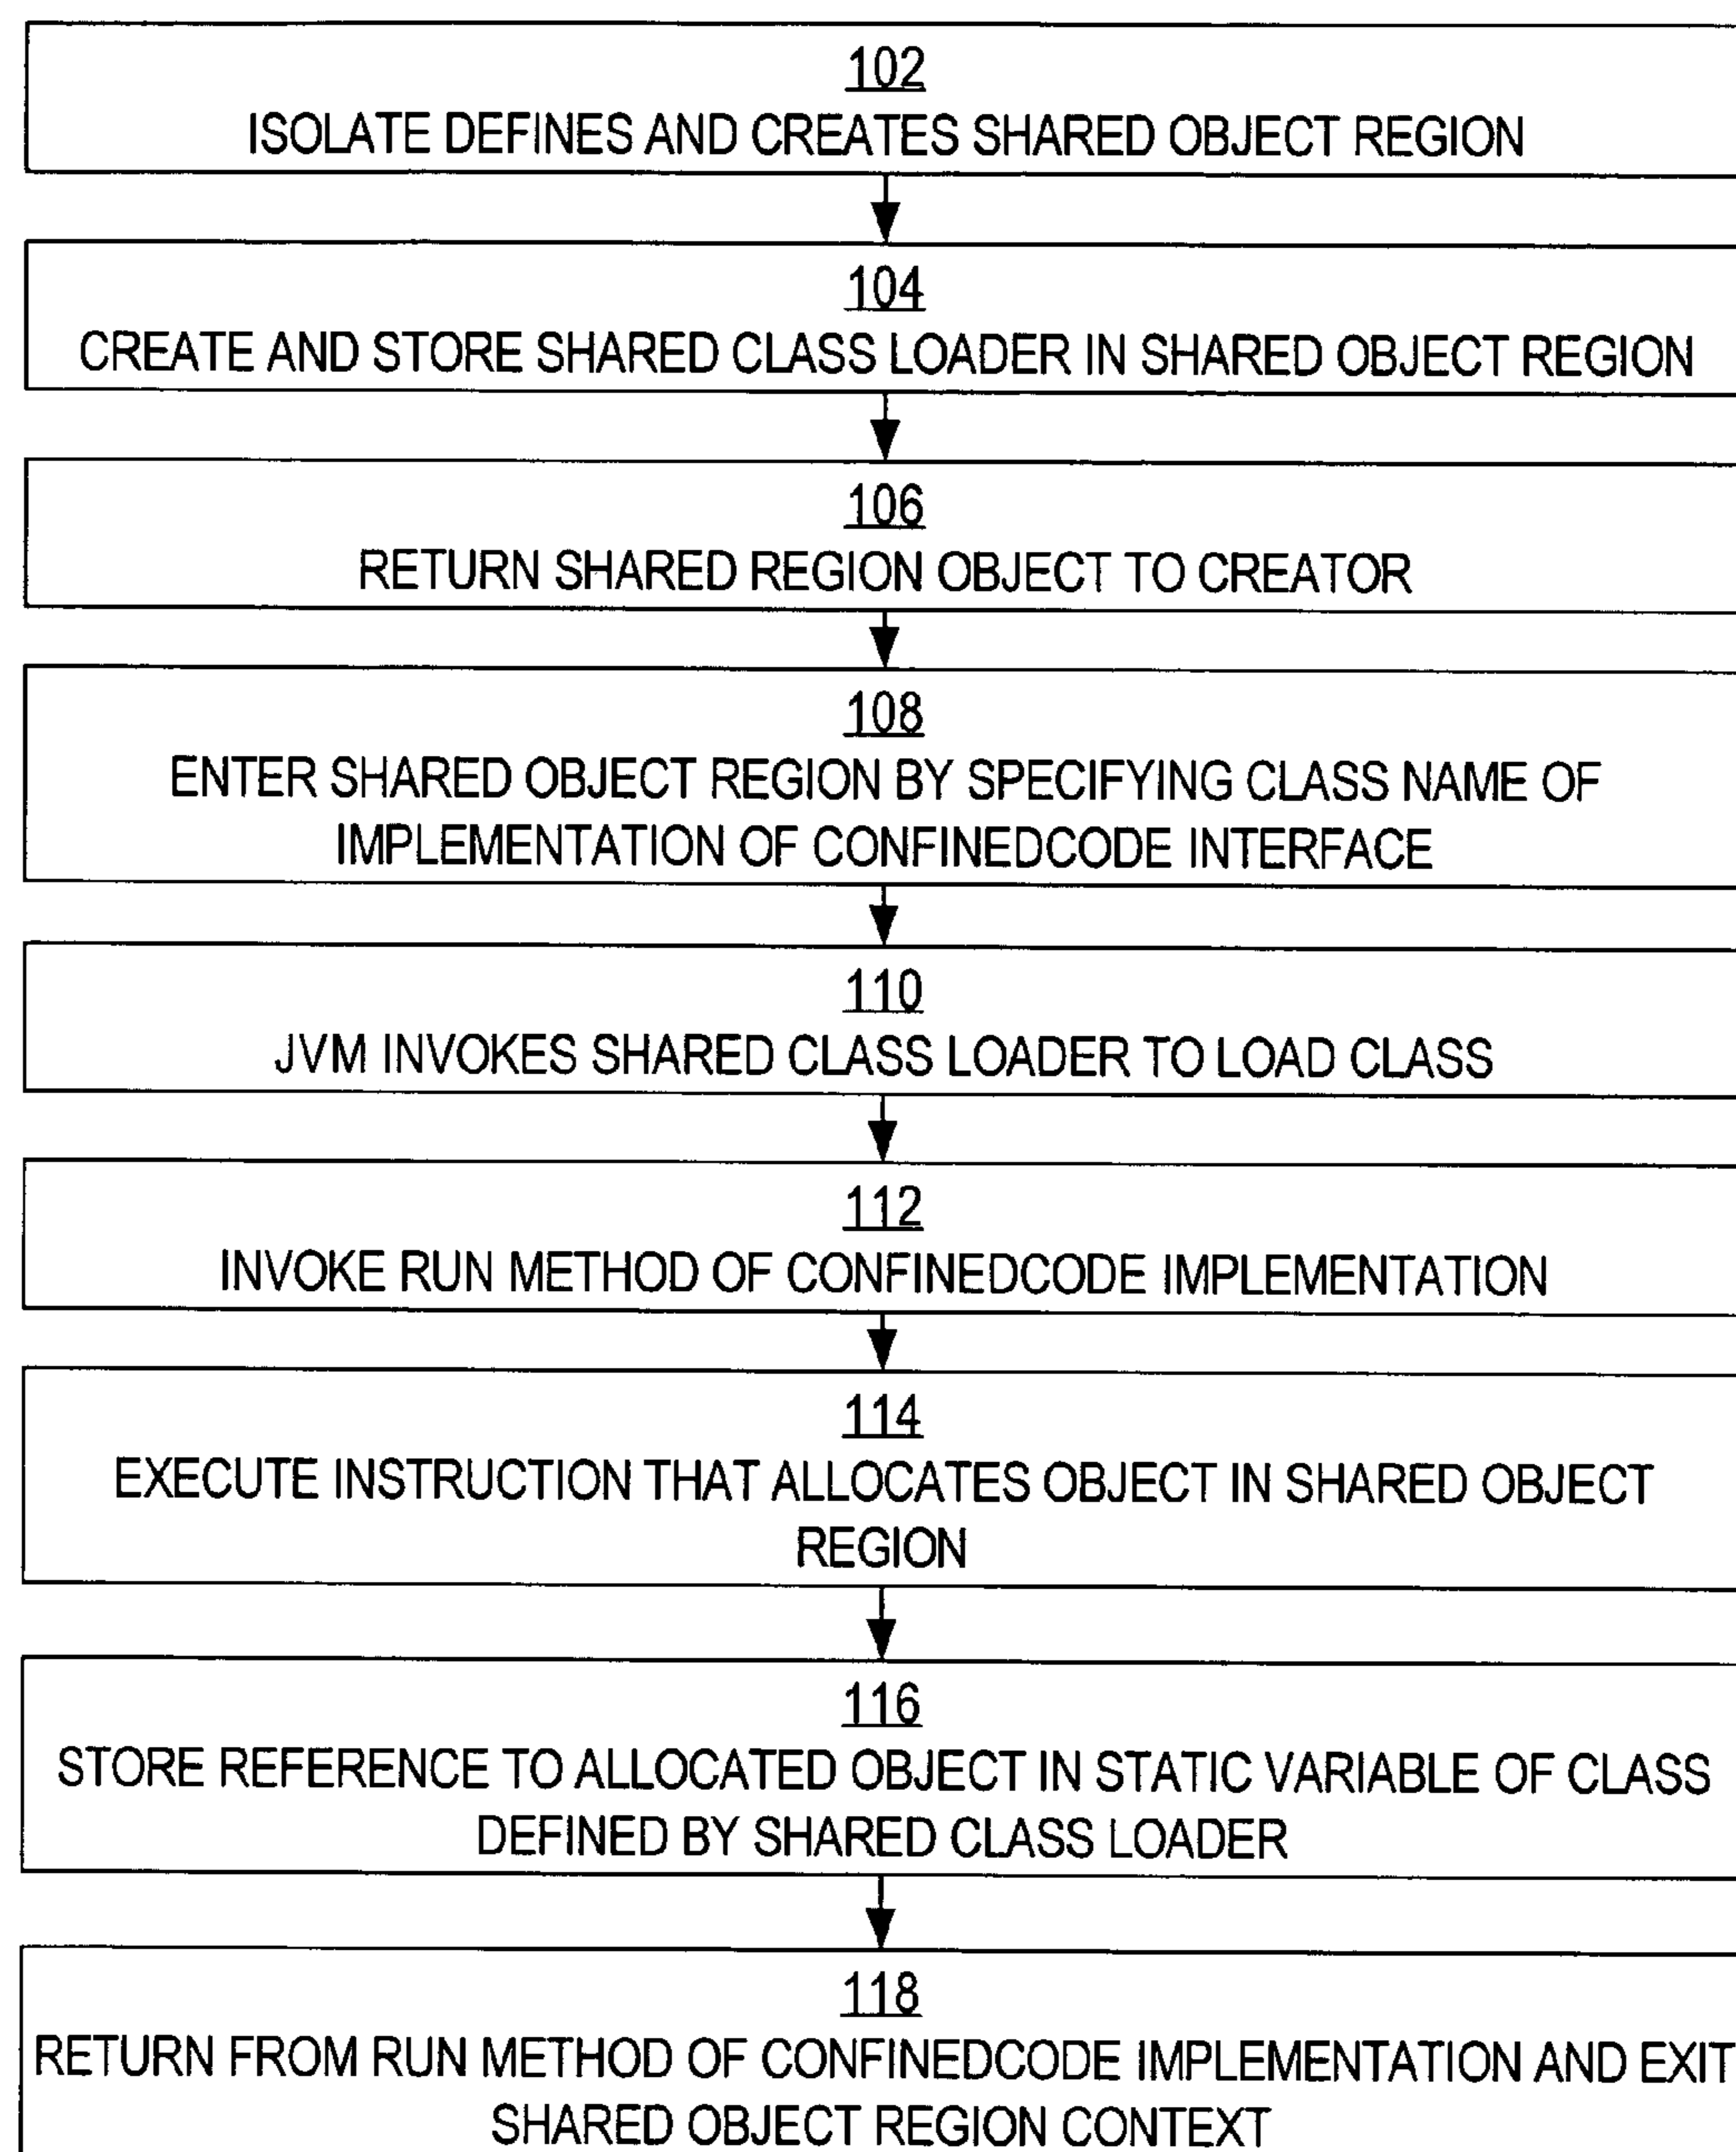 102
ISOLATE DEFINES AND CREATES SHARED OBJECT REGION
104
CREATE AND STORE SHARED CLASS LOADER IN SHARED OBJECT REGION
106
RETURN SHARED REGION OBJECT TO CREATOR
108
ENTER SHARED OBJECT REGION BY SPECIFYING CLASS NAME OF
IMPLEMENTATION OF CONFINEDCODE INTERFACE
110
JVM INVOKES SHARED CLASS LOADER TO LOAD CLASS
112
INVOKE RUN METHOD OF CONFINEDCODE IMPLEMENTATION
114
EXECUTE INSTRUCTION THAT ALLOCATES OBJECT IN SHARED OBJECT
REGION
116
STORE REFERENCE TO ALLOCATED OBJECT IN STATIC VARIABLE OF CLASS
DEFINED BY SHARED CLASS LOADER
118
RETURN FROM RUN METHOD OF CONFINEDCODE IMPLEMENTATION AND EXIT
SHARED OBJECT REGION CONTEXT